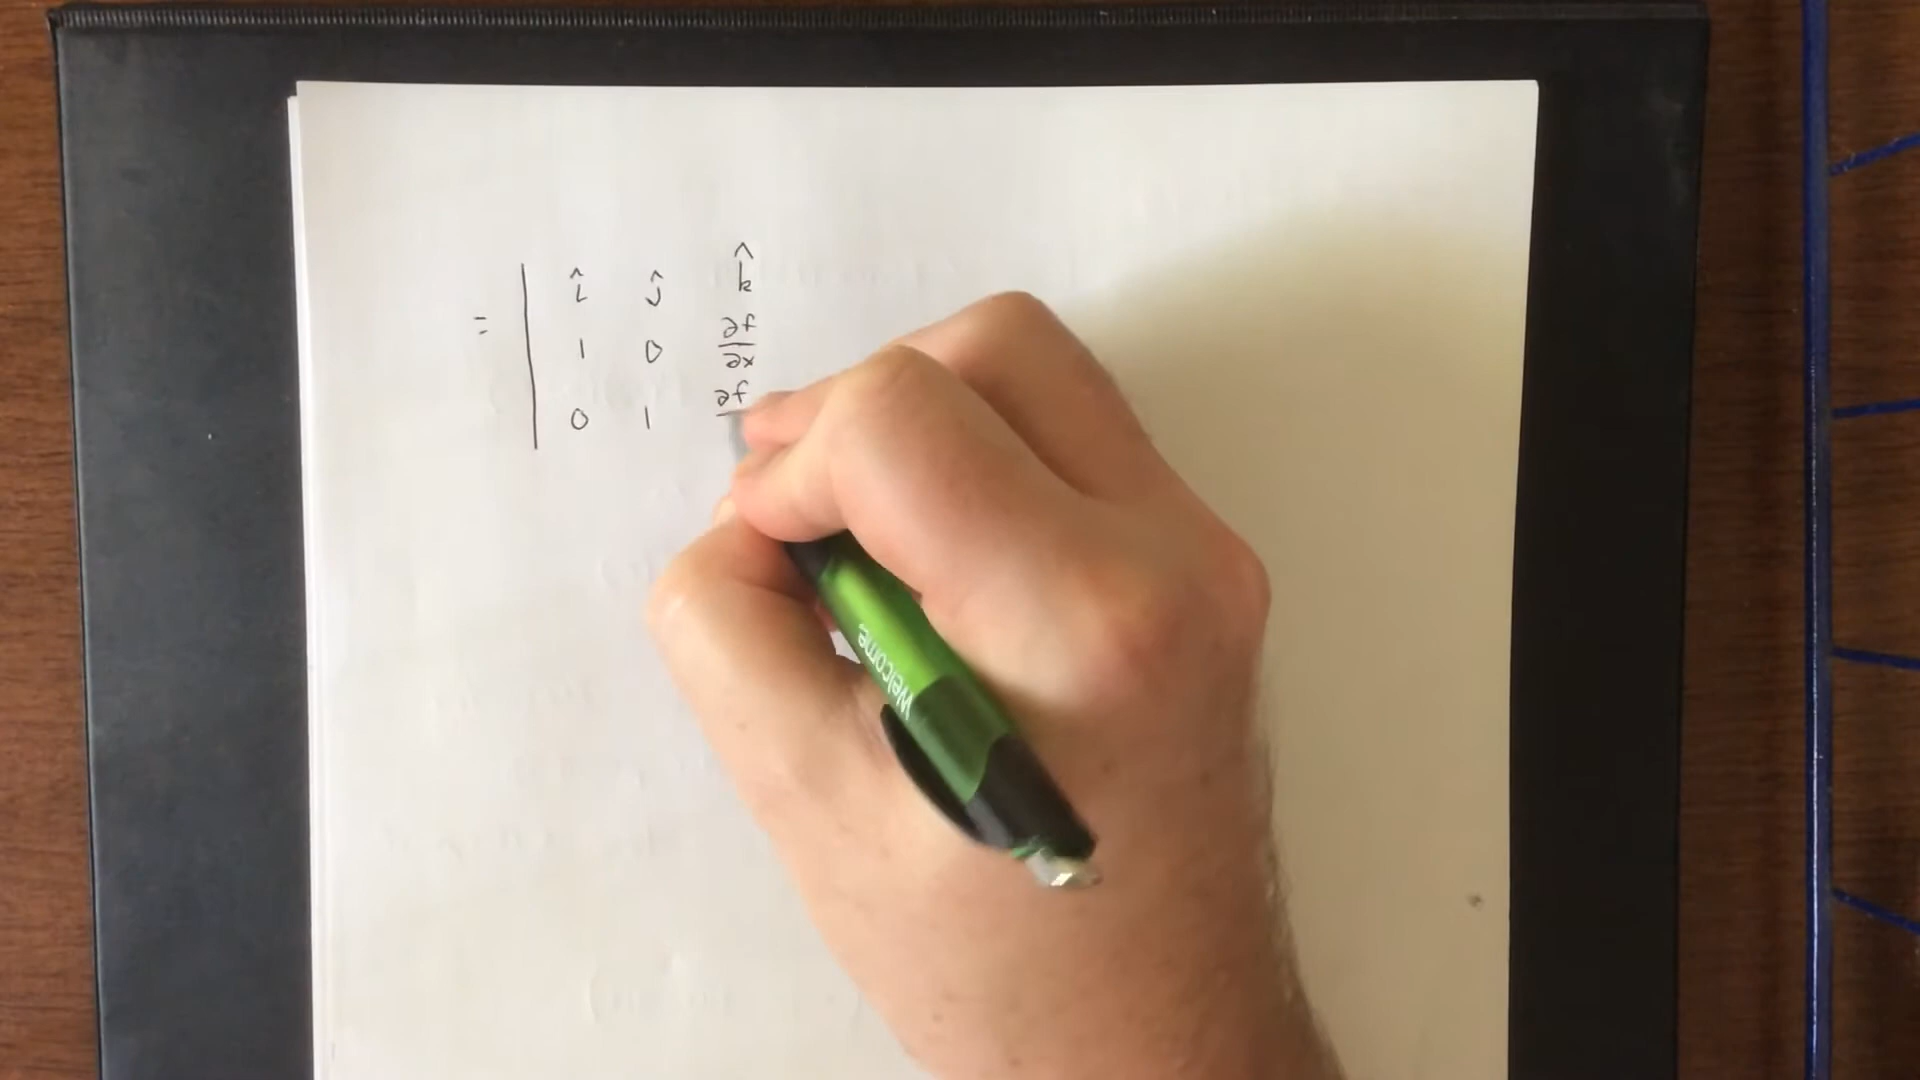 = | î ĵ k̂
1 0 ∂f/∂x
0 1 ∂f
Welcome